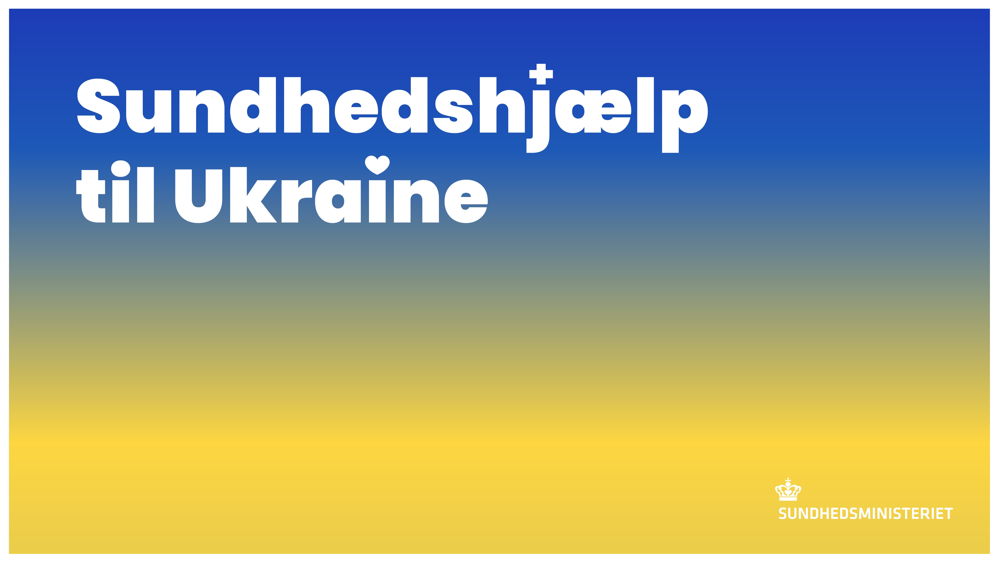 Sundhedshjælp
til Ukraine
SUNDHEDSMINISTERIET